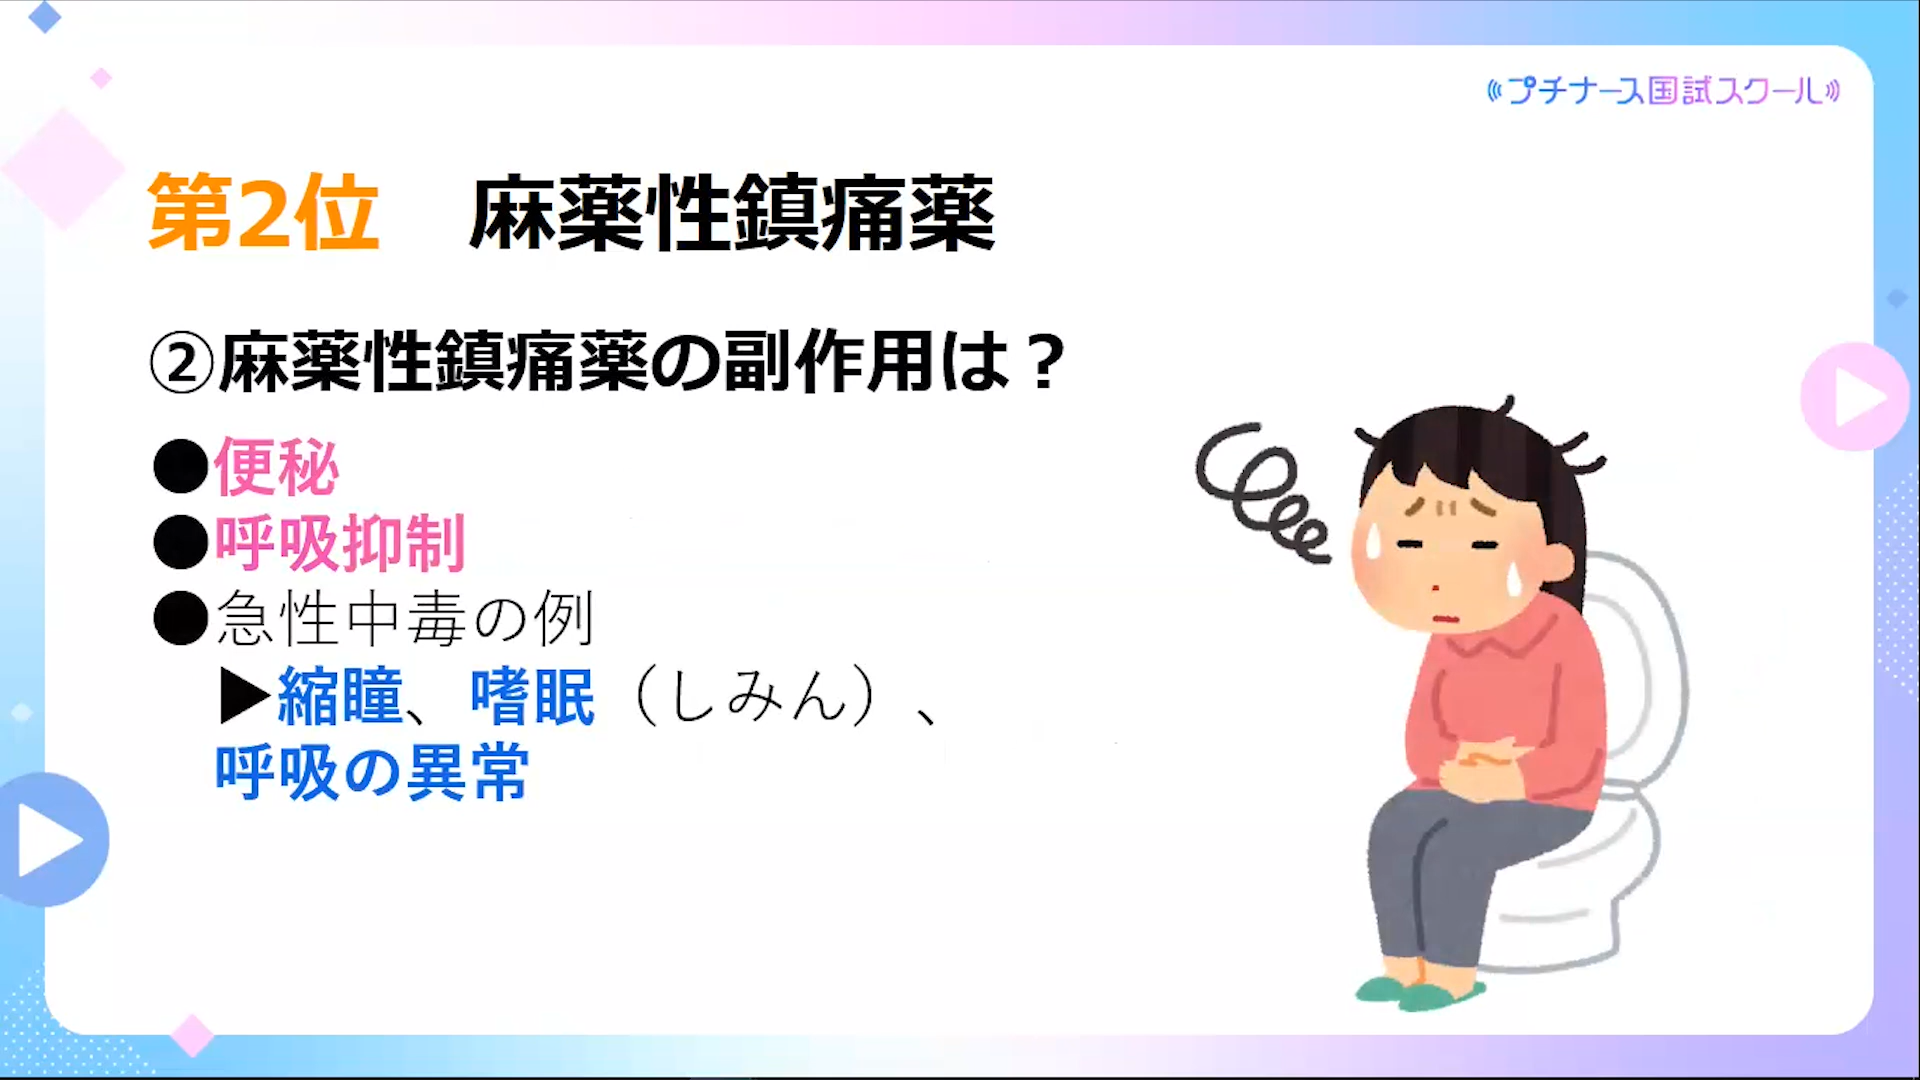 プチナース国試スクール
第2位　麻薬性鎮痛薬
②麻薬性鎮痛薬の副作用は？
●便秘
●呼吸抑制
●急性中毒の例
▶縮瞳、嗜眠（しみん）、
呼吸の異常